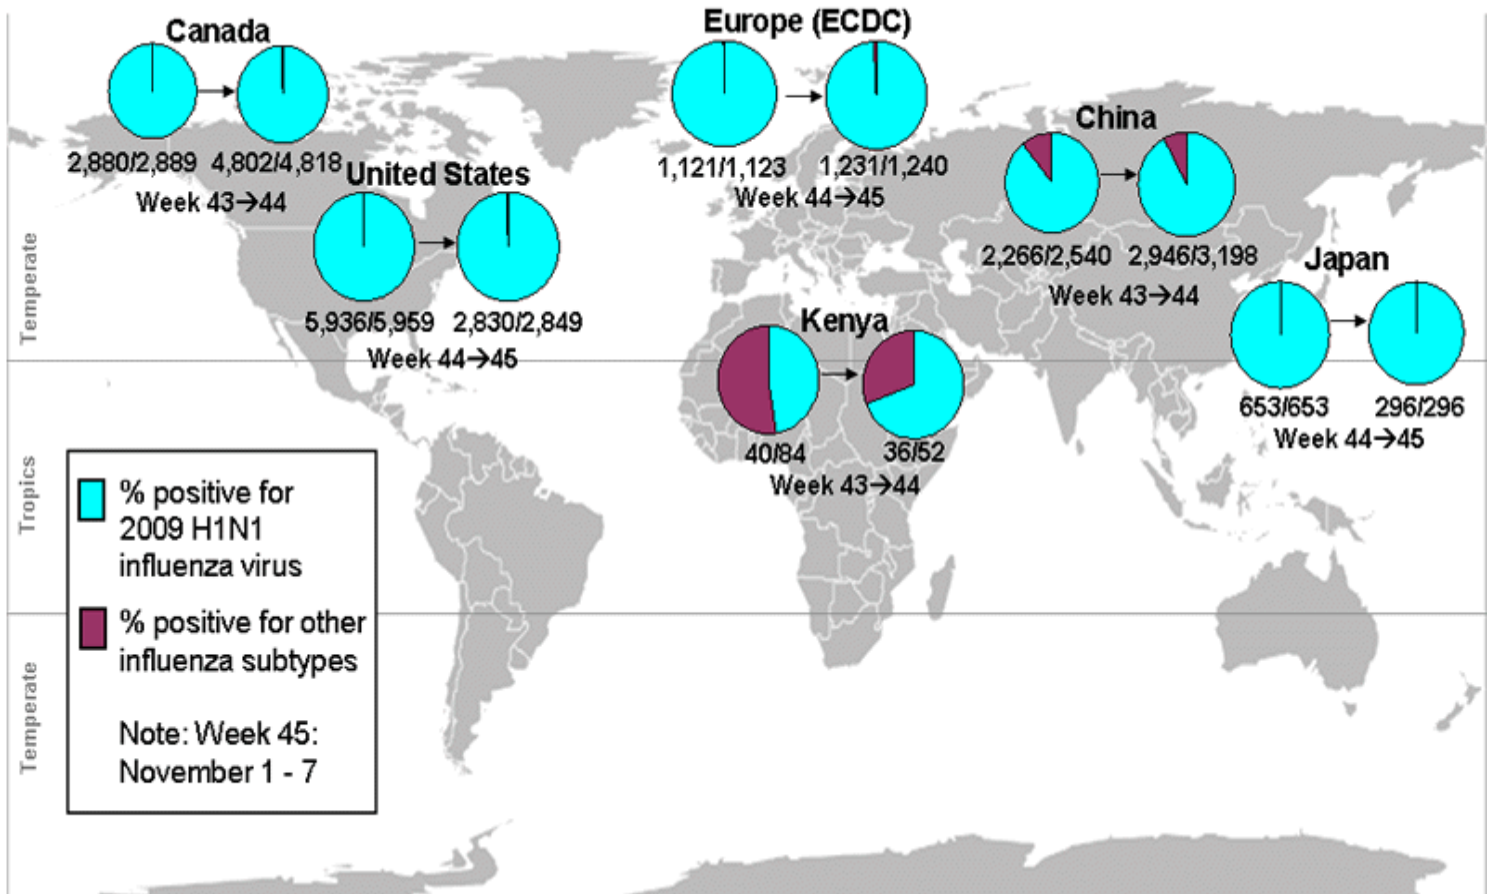 Canada
2,880/2,889 4,802/4,818
Week 43→44
United States
5,936/5,959 2,830/2,849
Week 44→45
Europe (ECDC)
1,121/1,123 1,231/1,240
Week 44→45
China
2,266/2,540 2,946/3,198
Week 43→44
Japan
653/653 296/296
Week 44→45
Kenya
40/84 36/52
Week 43→44
Temperate
Tropics
Temperate
% positive for
2009 H1N1
influenza virus
% positive for other
influenza subtypes
Note: Week 45:
November 1 - 7